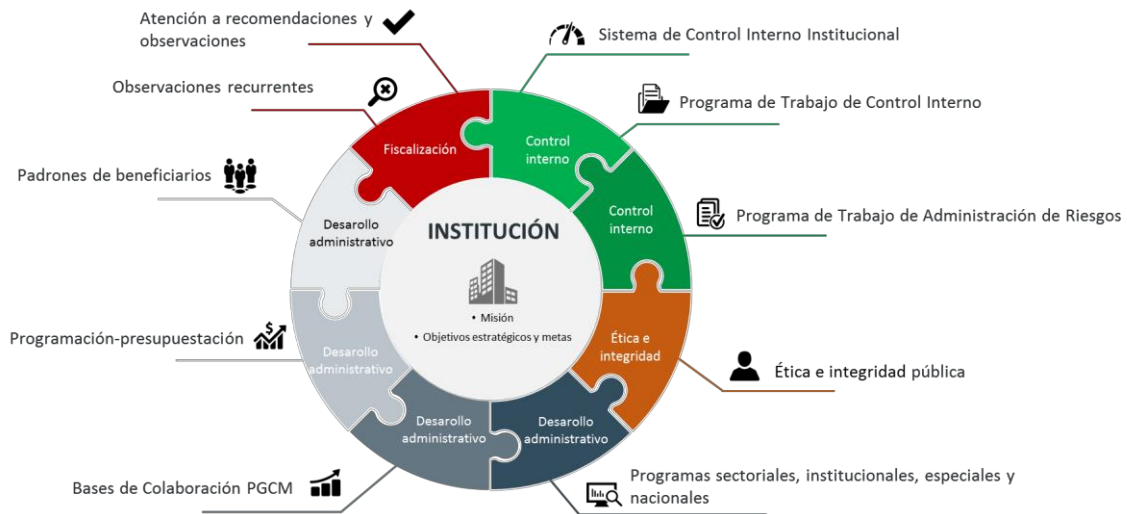 Atención a recomendaciones y
observaciones
Sistema de Control Interno Institucional
Observaciones recurrentes
Programa de Trabajo de Control Interno
Fiscalización
Control
interno
Padrones de beneficiarios
Desarollo
administrativo
Control
interno
Programa de Trabajo de Administración de Riesgos
INSTITUCIÓN
• Misión
• Objetivos estratégicos y metas
Programación-presupuestación
$
Desarollo
administrativo
Ética e
integridad
Ética e integridad pública
Desarollo
administrativo
Desarollo
administrativo
Bases de Colaboración PGCM
Programas sectoriales, institucionales, especiales y
nacionales